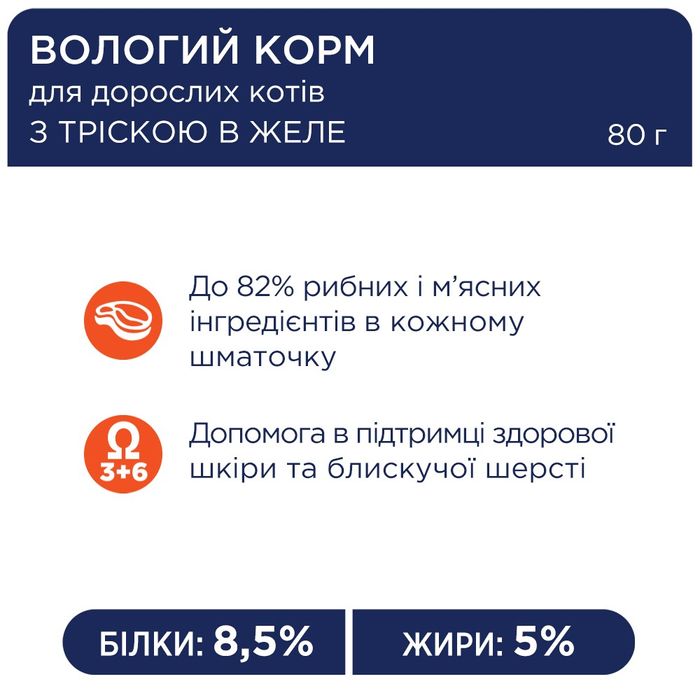 ВОЛОГИЙ КОРМ
для дорослих котів
З ТРІСКОЮ В ЖЕЛЕ
80 г
До 82% рибних і м’ясних
інгредієнтів в кожному
шматочку
Ω
3+6
Допомога в підтримці здорової
шкіри та блискучої шерсті
БІЛКИ: 8,5%
ЖИРИ: 5%